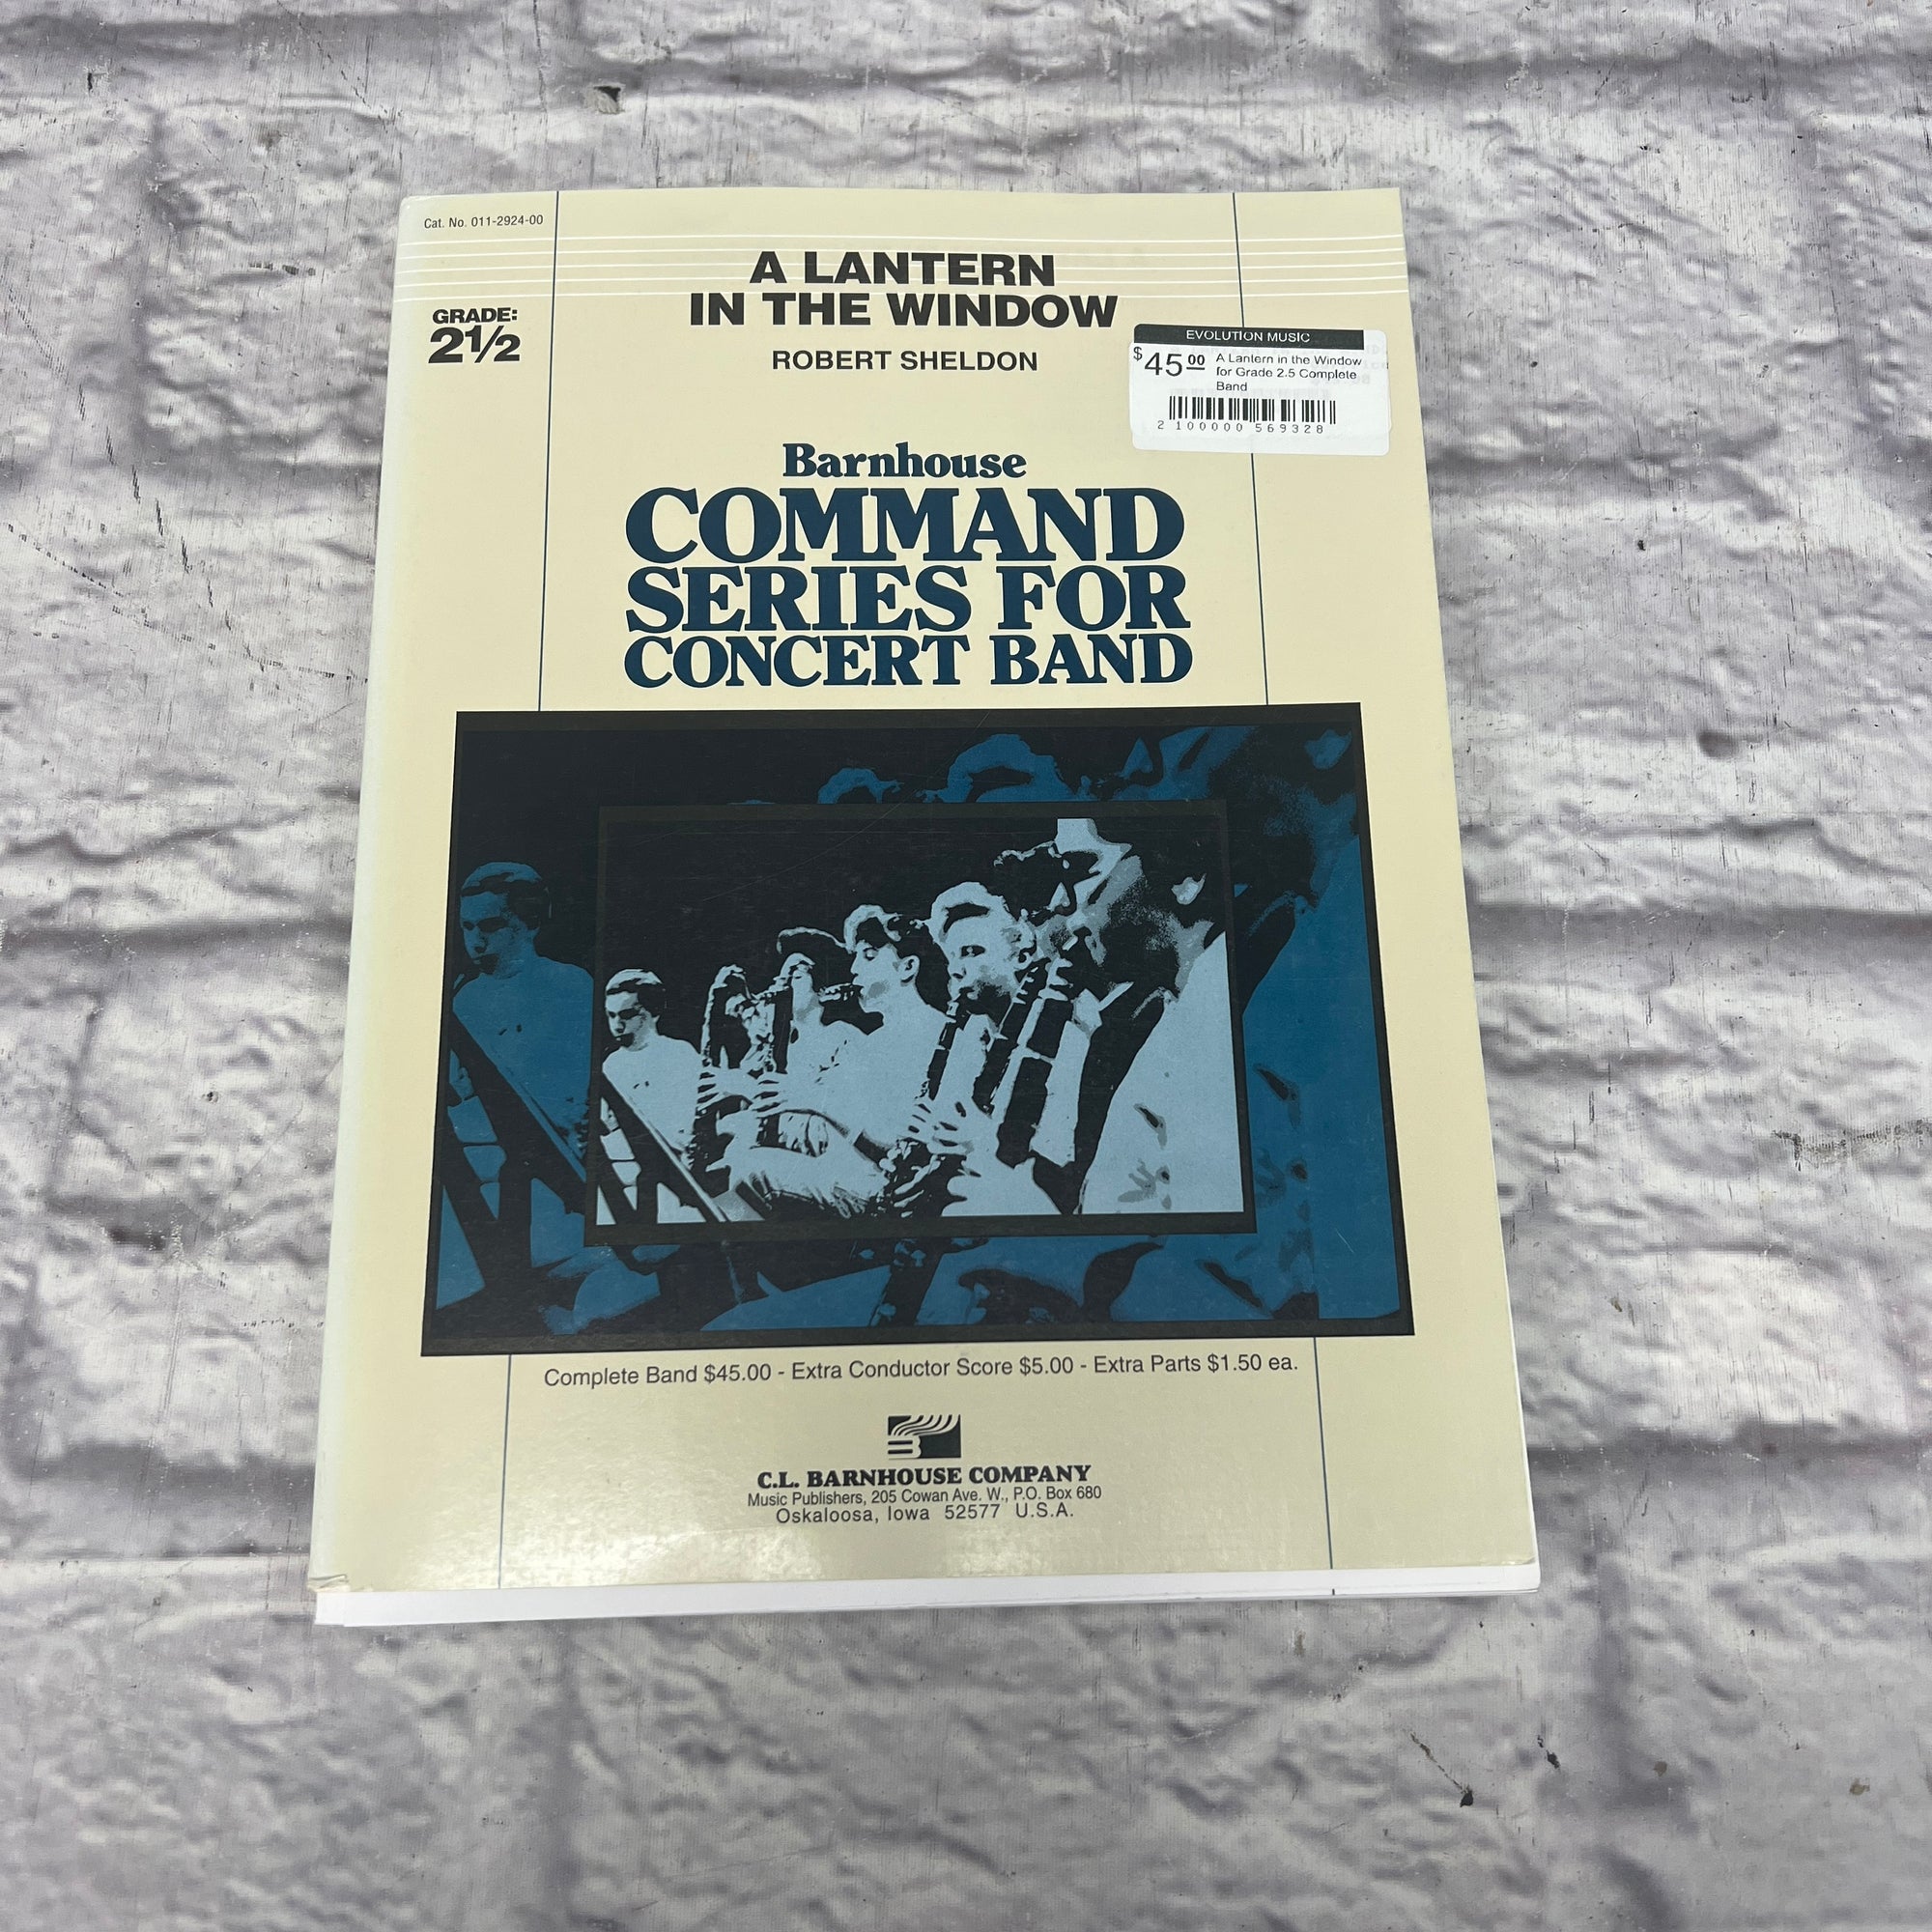 Cat. No. 011-2924-00
A LANTERN
IN THE WINDOW
GRADE:
2½
ROBERT SHELDON
EVOLUTION MUSIC
$45.00
A Lantern in the Window
for Grade 2.5 Complete
Band
2 100000 569328
Barnhouse
COMMAND
SERIES FOR
CONCERT BAND
Complete Band $45.00 - Extra Conductor Score $5.00 - Extra Parts $1.50 ea.
B
C.L. BARNHOUSE COMPANY
Music Publishers, 205 Cowan Ave. W., P.O. Box 680
Oskaloosa, Iowa 52577 U.S.A.